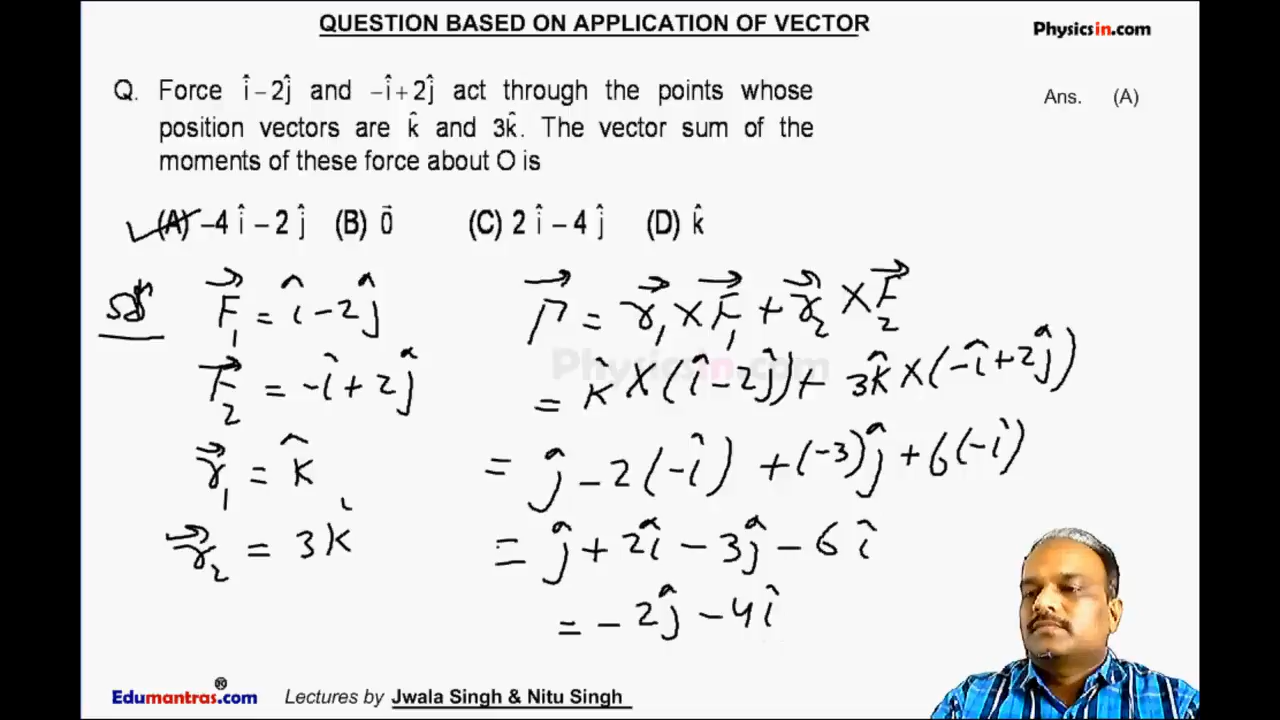 QUESTION BASED ON APPLICATION OF VECTOR
Physicsin.com
Q. Force î – 2ĵ and –î + 2ĵ act through the points whose
position vectors are k̂ and 3k̂. The vector sum of the
moments of these force about O is
Ans. (A)
(A) –4 î – 2 ĵ (B) 0⃗ (C) 2 î – 4 ĵ (D) k̂
F⃗₁ = î – 2ĵ
F⃗₂ = –î + 2ĵ
r⃗₁ = k̂
r⃗₂ = 3k̂
Γ⃗ = r⃗₁ × F⃗₁ + r⃗₂ × F⃗₂
= k̂ × (î – 2ĵ) + 3k̂ × (–î + 2ĵ)
= ĵ – 2(–î) + (–3)ĵ + 6(–î)
= ĵ + 2î – 3ĵ – 6î
= – 2ĵ – 4î
Physicsin.com
Edumantras.com ® Lectures by Jwala Singh & Nitu Singh